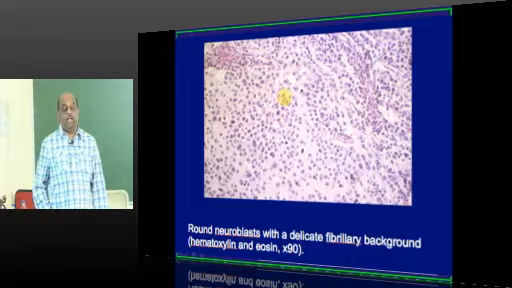 Round neuroblasts with a delicate fibrillary background
(hematoxylin and eosin, x90).